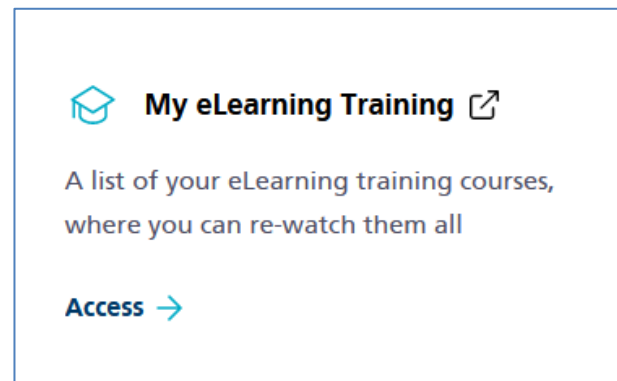 My eLearning Training
A list of your eLearning training courses,
where you can re-watch them all
Access